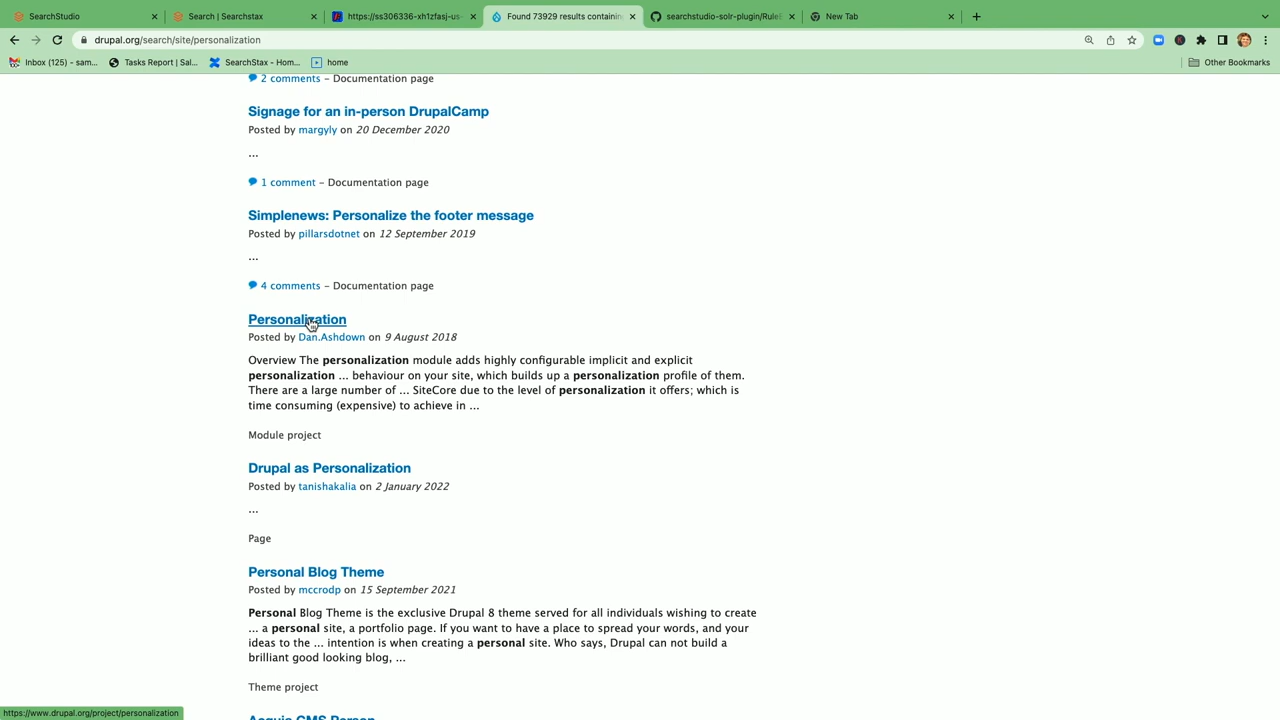 SearchStudio
Search | Searchstax
https://ss306336-xh1zfasj-us-
Found 73929 results containin
searchstudio-solr-plugin/RuleE
New Tab
drupal.org/search/site/personalization
Inbox (125) - sam...
Tasks Report | Sal...
SearchStax - Hom...
home
Other Bookmarks
2 comments – Documentation page
Signage for an in-person DrupalCamp
Posted by margyly on 20 December 2020
...
1 comment – Documentation page
Simplenews: Personalize the footer message
Posted by pillarsdotnet on 12 September 2019
...
4 comments – Documentation page
Personalization
Posted by Dan.Ashdown on 9 August 2018
Overview The personalization module adds highly configurable implicit and explicit
personalization ... behaviour on your site, which builds up a personalization profile of them.
There are a large number of ... SiteCore due to the level of personalization it offers; which is
time consuming (expensive) to achieve in ...
Module project
Drupal as Personalization
Posted by tanishakalia on 2 January 2022
...
Page
Personal Blog Theme
Posted by mccrodp on 15 September 2021
Personal Blog Theme is the exclusive Drupal 8 theme served for all individuals wishing to create
... a personal site, a portfolio page. If you want to have a place to spread your words, and your
ideas to the ... intention is when creating a personal site. Who says, Drupal can not build a
brilliant good looking blog, ...
Theme project
Acquia CMS Person
https://www.drupal.org/project/personalization